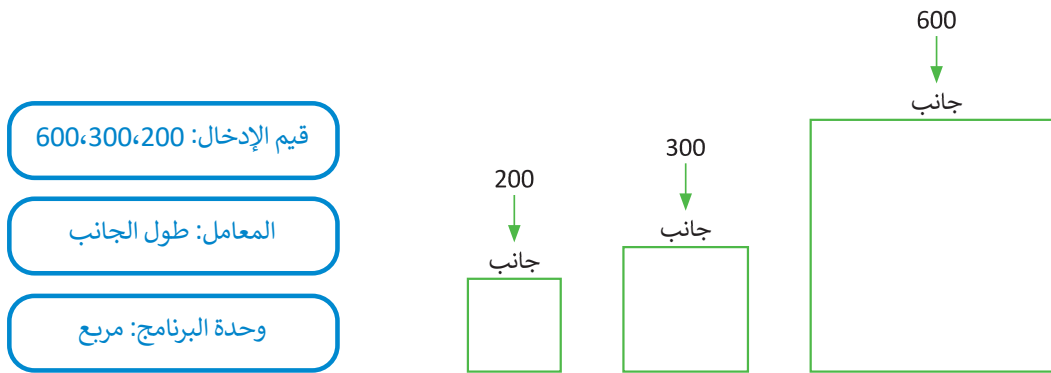 600
جانب
300
جانب
200
جانب
قيم الإدخال: 200،300،600
المعامل: طول الجانب
وحدة البرنامج: مربع